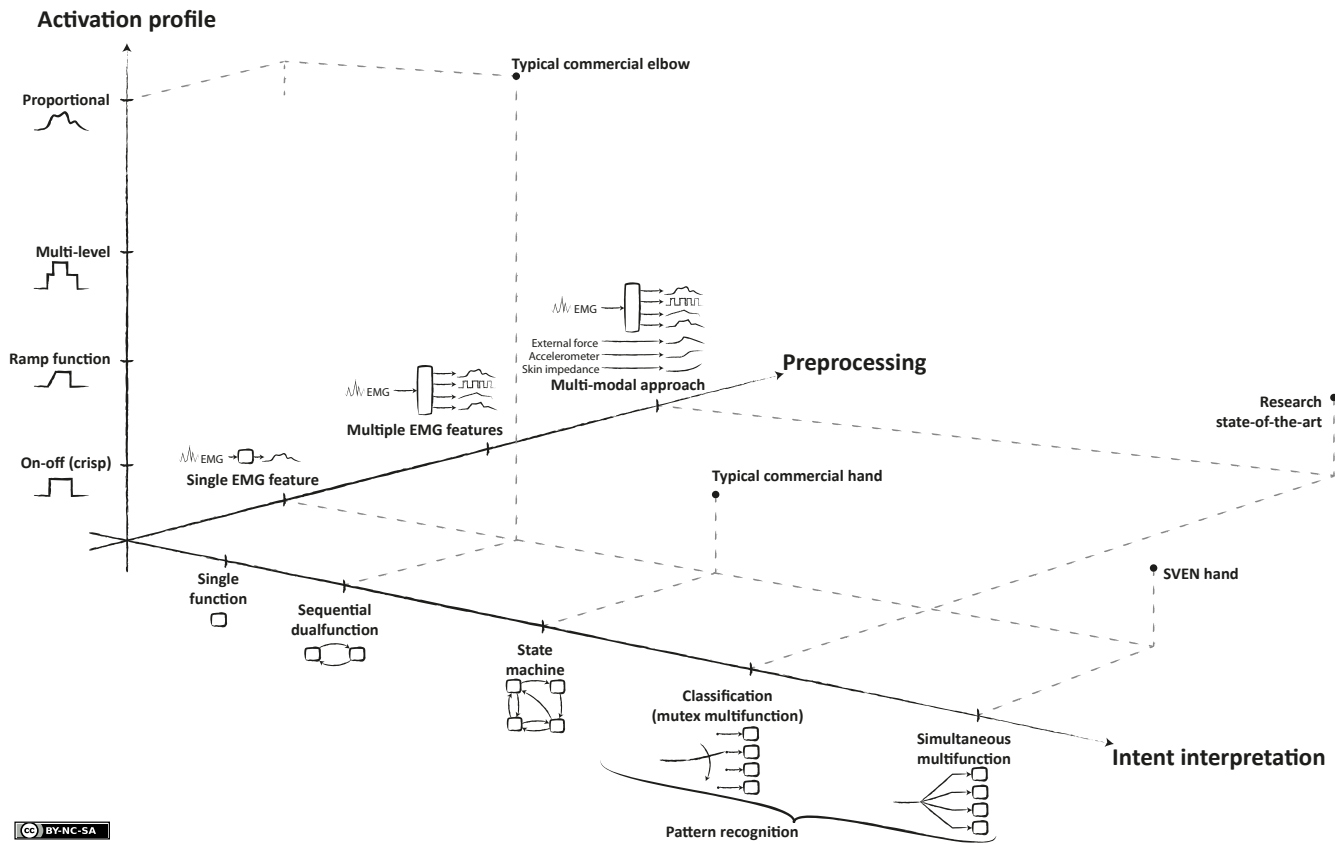 Activation profile
Typical commercial elbow
Proportional
Multi-level
EMG
External force
Accelerometer
Skin impedance
Multi-modal approach
Preprocessing
Ramp function
EMG
Multiple EMG features
Research
state-of-the-art
On-off (crisp)
EMG
Single EMG feature
Typical commercial hand
SVEN hand
Single
function
Sequential
dualfunction
State
machine
Classification
(mutex multifunction)
Simultaneous
multifunction
Intent interpretation
Pattern recognition
cc BY-NC-SA